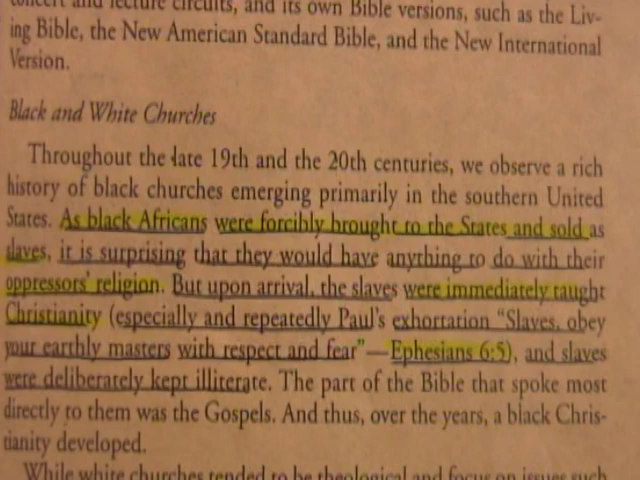 concert and lecture circuits, and its own Bible versions, such as the Liv-
ing Bible, the New American Standard Bible, and the New International
Version.
Black and White Churches
Throughout the late 19th and the 20th centuries, we observe a rich
history of black churches emerging primarily in the southern United
States. As black Africans were forcibly brought to the States and sold as
slaves, it is surprising that they would have anything to do with their
oppressors' religion. But upon arrival, the slaves were immediately taught
Christianity (especially and repeatedly Paul's exhortation "Slaves, obey
your earthly masters with respect and fear"—Ephesians 6:5), and slaves
were deliberately kept illiterate. The part of the Bible that spoke most
directly to them was the Gospels. And thus, over the years, a black Chris-
tianity developed.
While white churches tended to be theological and focus on issues such